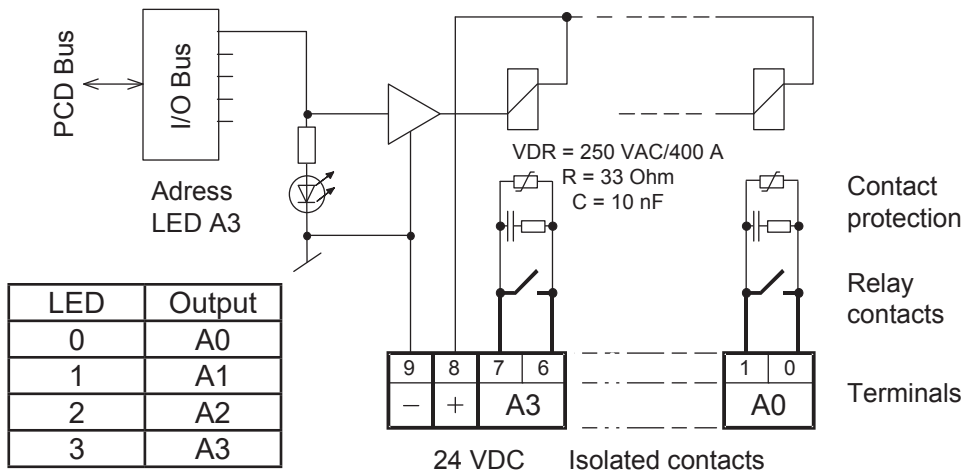 PCD Bus
I/O Bus
Adress
LED A3
VDR = 250 VAC/400 A
R = 33 Ohm
C = 10 nF
Contact
protection
Relay
contacts
LED Output
0 A0
1 A1
2 A2
3 A3
9 8 7 6 1 0
– + A3 A0
Terminals
24 VDC Isolated contacts